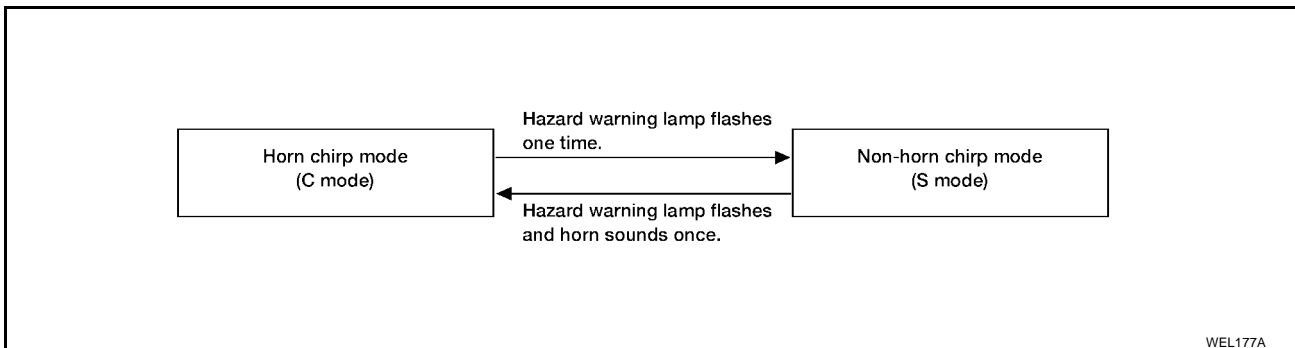 Hazard warning lamp flashes
one time.
Horn chirp mode
(C mode)
Non-horn chirp mode
(S mode)
Hazard warning lamp flashes
and horn sounds once.
WEL177A